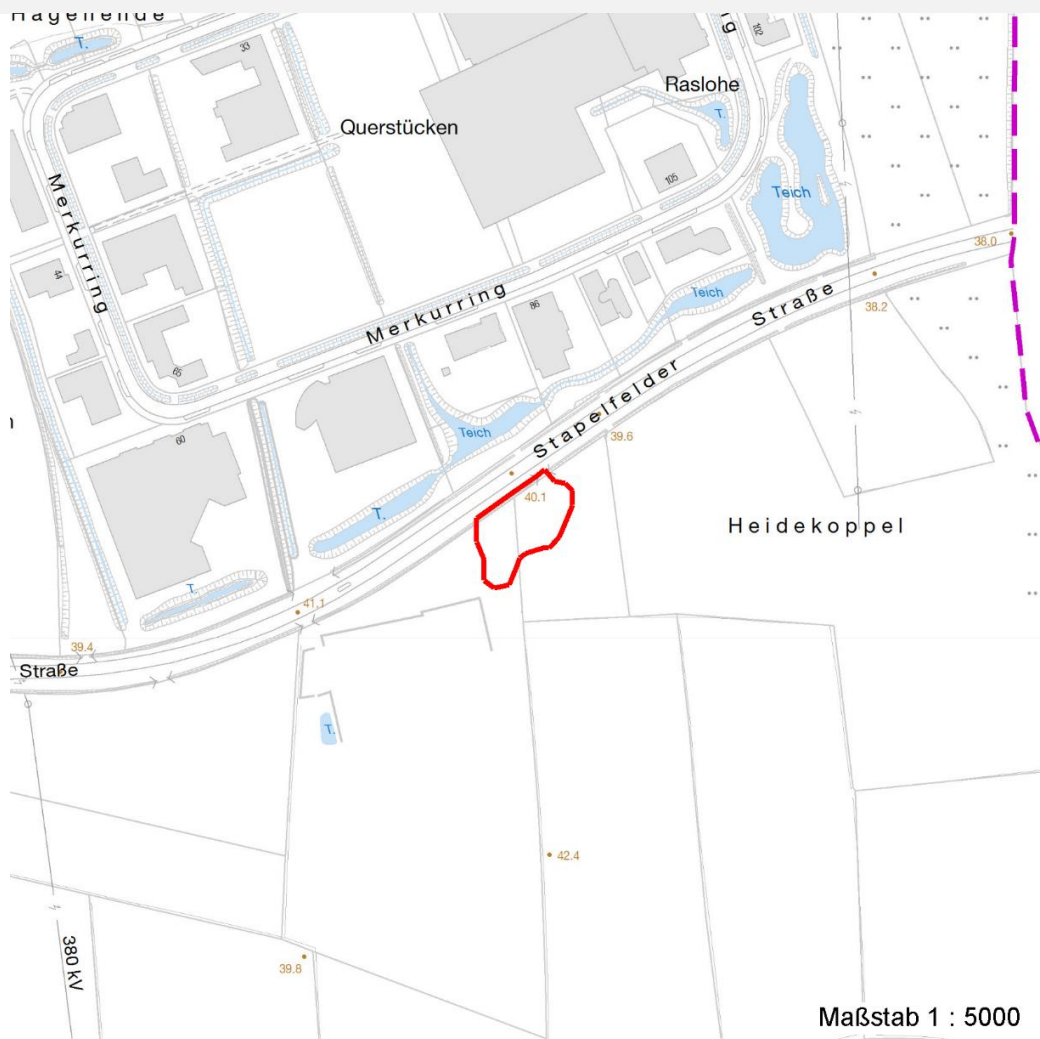 Hagenende
T.
33
102
Raslohe
T.
Querstücken
105
Teich
Merkurring
44
38.0
38.2
Teich
Straße
86
Merkurring
65
Stapelfelder
39.6
Teich
60
40.1
T.
Heidekoppel
T.
41.1
39.4
Straße
T.
42.4
380 kV
39.8
Maßstab 1 : 5000